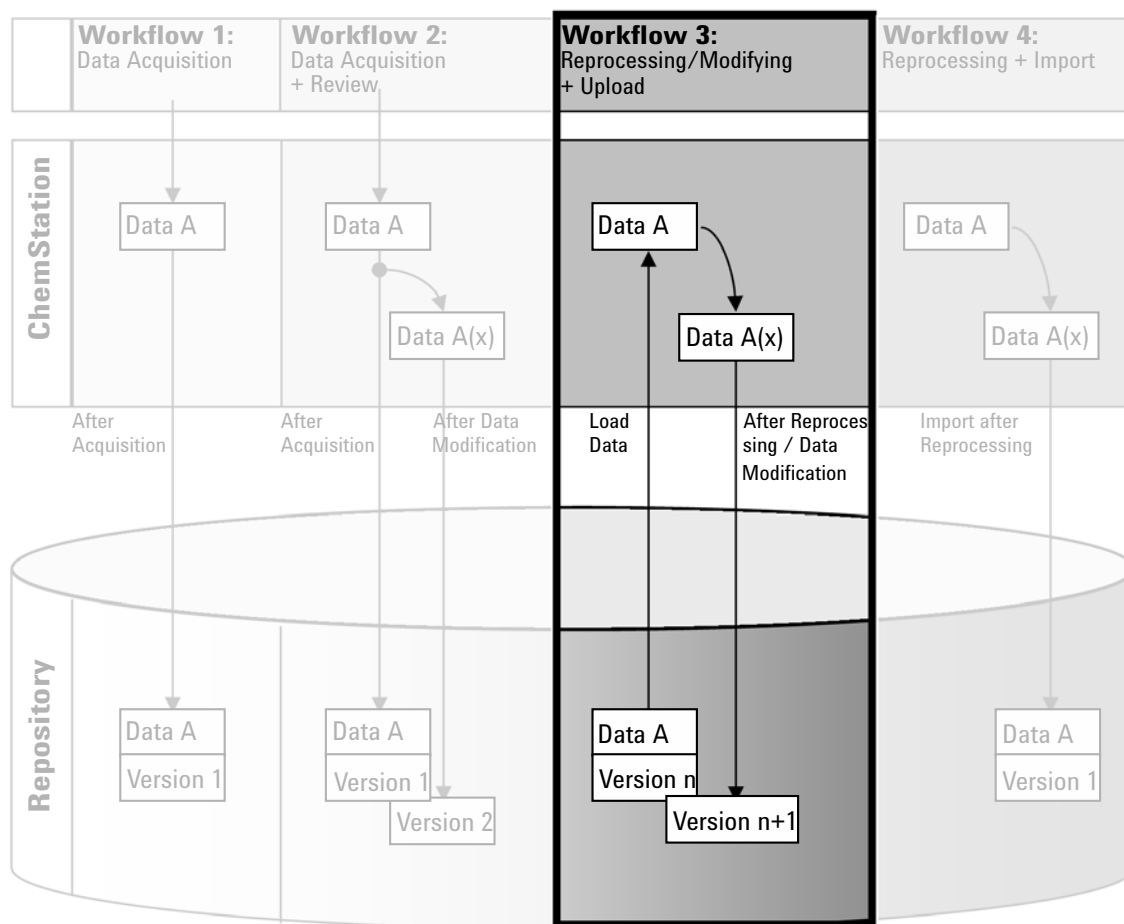 Workflow 1:
Data Acquisition
Workflow 2:
Data Acquisition
+ Review
Workflow 3:
Reprocessing/Modifying
+ Upload
Workflow 4:
Reprocessing + Import
ChemStation
Data A
Data A
Data A(x)
Data A
Data A(x)
Data A
Data A(x)
After
Acquisition
After
Acquisition
After Data
Modification
Load
Data
After Reproces
sing / Data
Modification
Import after
Reprocessing
Repository
Data A
Version 1
Data A
Version 1
Version 2
Data A
Version n
Version n+1
Data A
Version 1